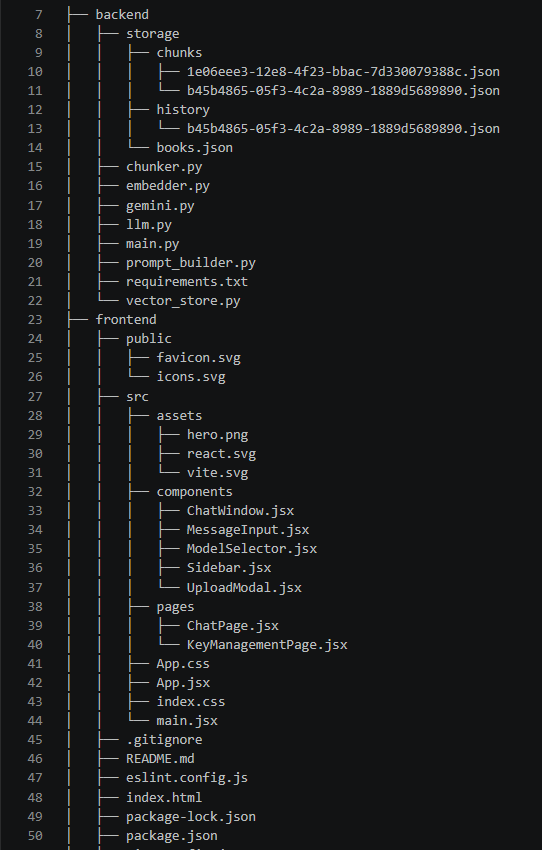 7 ├── backend
8 │   ├── storage
9 │   │   ├── chunks
10 │   │   │   ├── 1e06eee3-12e8-4f23-bbac-7d330079388c.json
11 │   │   │   └── b45b4865-05f3-4c2a-8989-1889d5689890.json
12 │   │   ├── history
13 │   │   │   └── b45b4865-05f3-4c2a-8989-1889d5689890.json
14 │   │   └── books.json
15 │   ├── chunker.py
16 │   ├── embedder.py
17 │   ├── gemini.py
18 │   ├── llm.py
19 │   ├── main.py
20 │   ├── prompt_builder.py
21 │   ├── requirements.txt
22 │   └── vector_store.py
23 ├── frontend
24 │   ├── public
25 │   │   ├── favicon.svg
26 │   │   └── icons.svg
27 │   ├── src
28 │   │   ├── assets
29 │   │   │   ├── hero.png
30 │   │   │   ├── react.svg
31 │   │   │   └── vite.svg
32 │   │   ├── components
33 │   │   │   ├── ChatWindow.jsx
34 │   │   │   ├── MessageInput.jsx
35 │   │   │   ├── ModelSelector.jsx
36 │   │   │   ├── Sidebar.jsx
37 │   │   │   └── UploadModal.jsx
38 │   │   ├── pages
39 │   │   │   ├── ChatPage.jsx
40 │   │   │   └── KeyManagementPage.jsx
41 │   │   ├── App.css
42 │   │   ├── App.jsx
43 │   │   ├── index.css
44 │   │   └── main.jsx
45 │   ├── .gitignore
46 │   ├── README.md
47 │   ├── eslint.config.js
48 │   ├── index.html
49 │   ├── package-lock.json
50 │   ├── package.json